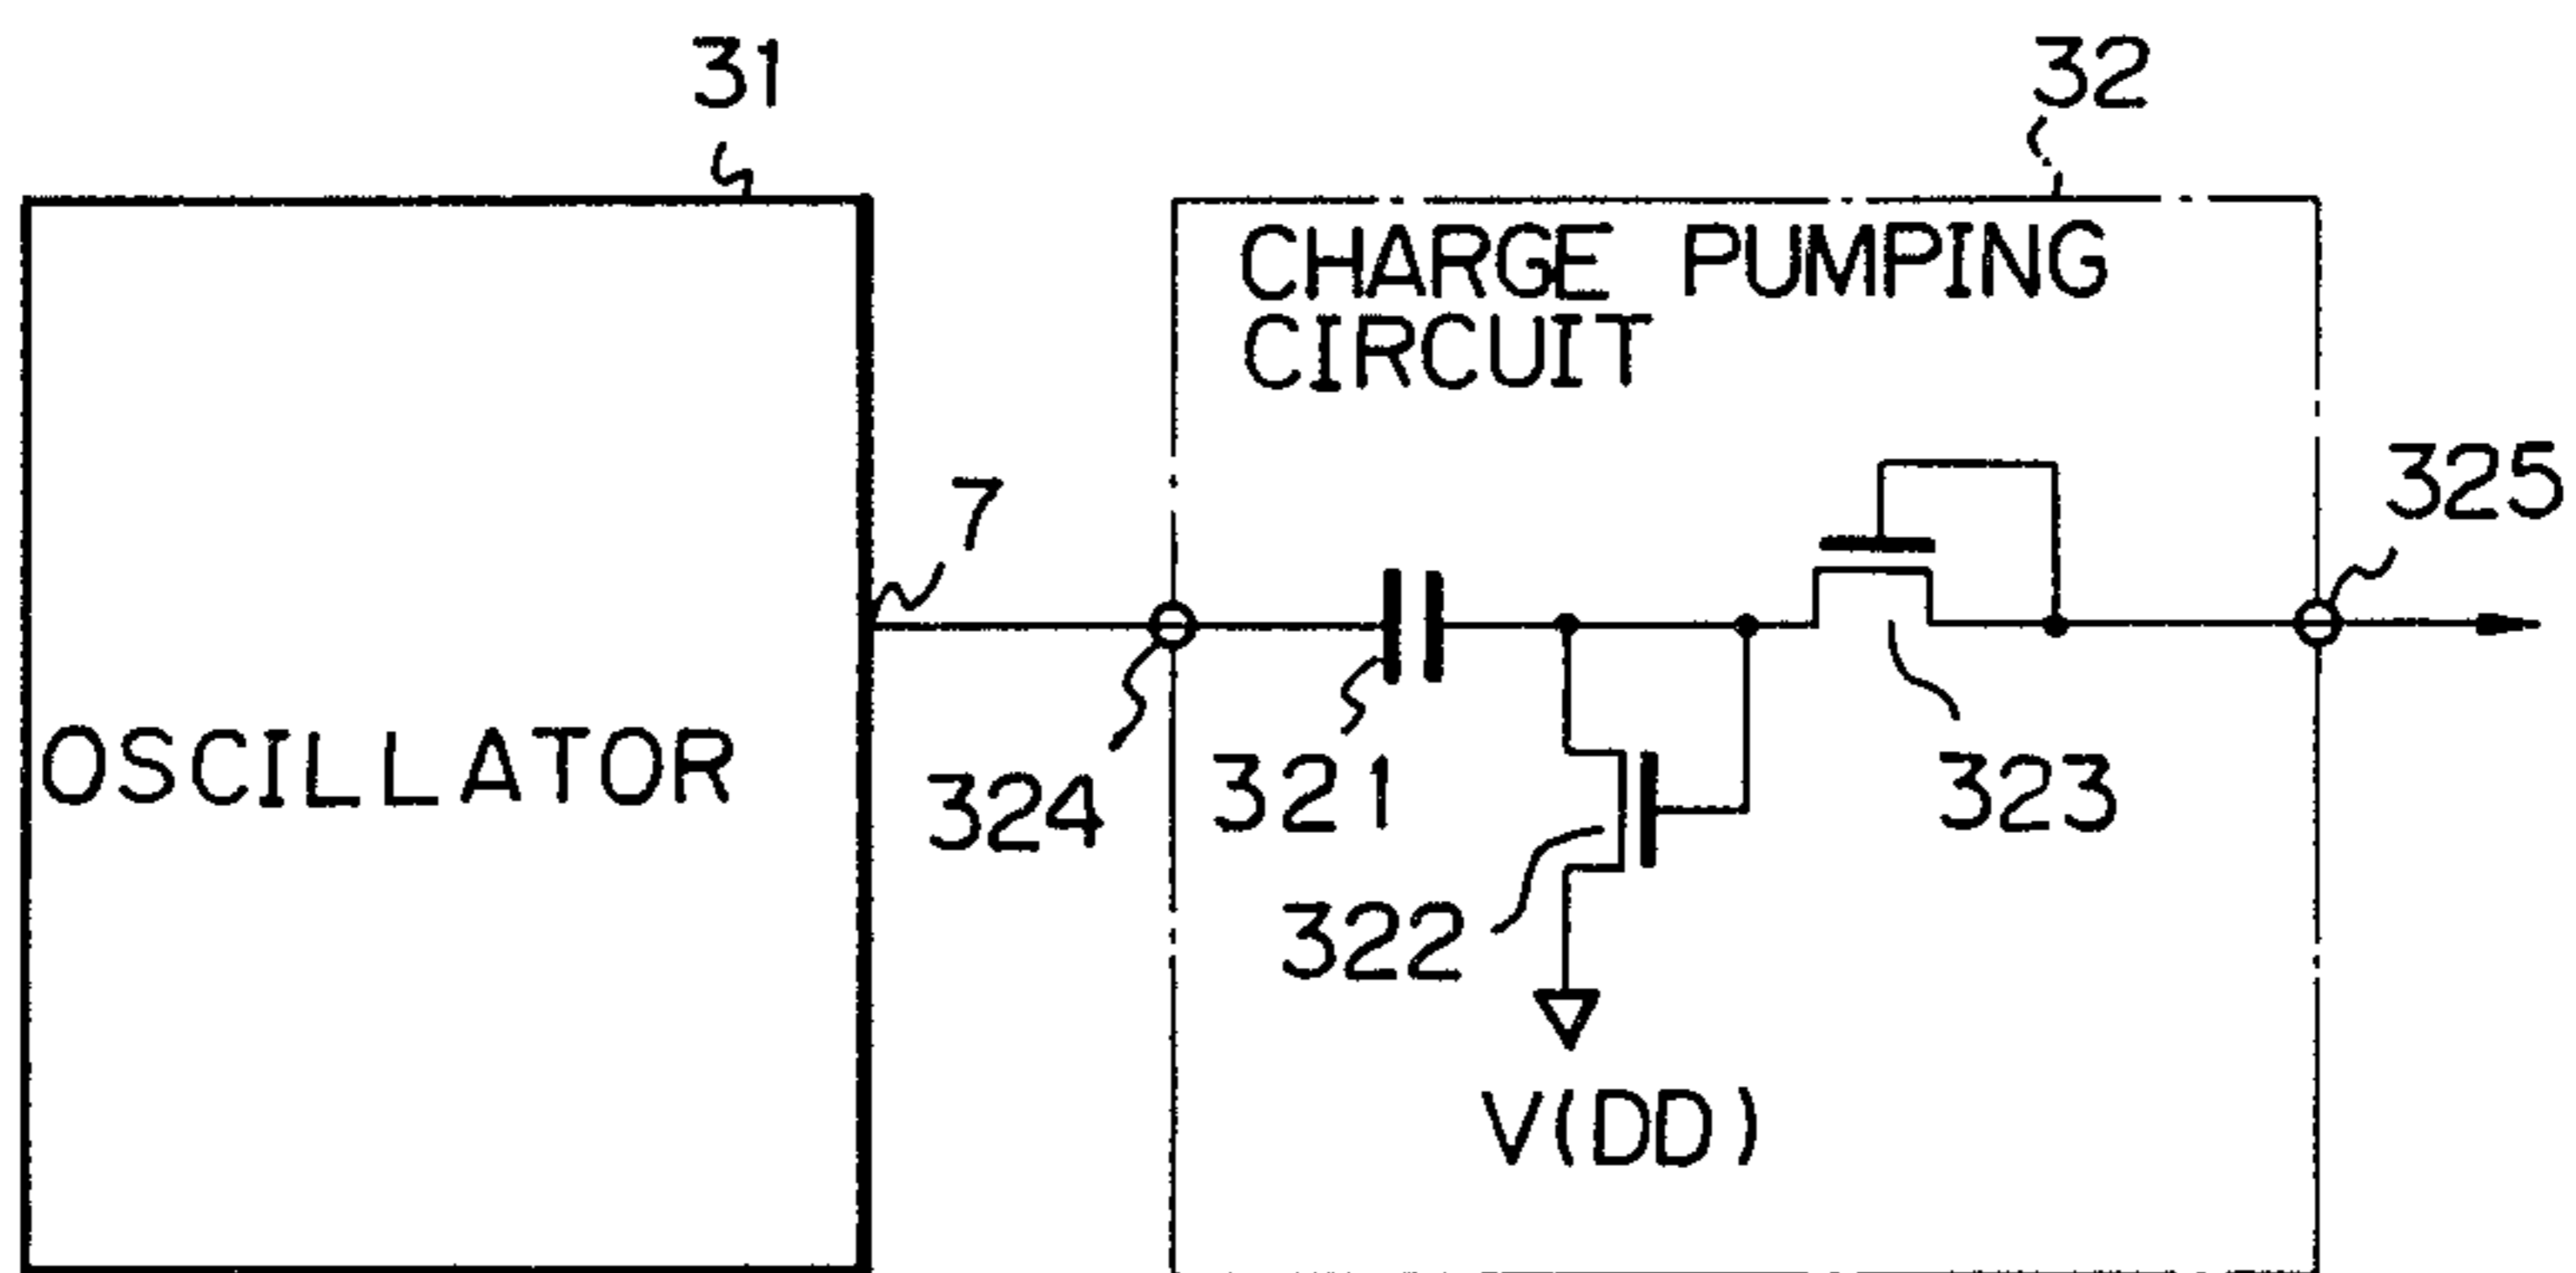 31
32
CHARGE PUMPING
CIRCUIT
7
325
OSCILLATOR
324
321
323
322
V(DD)